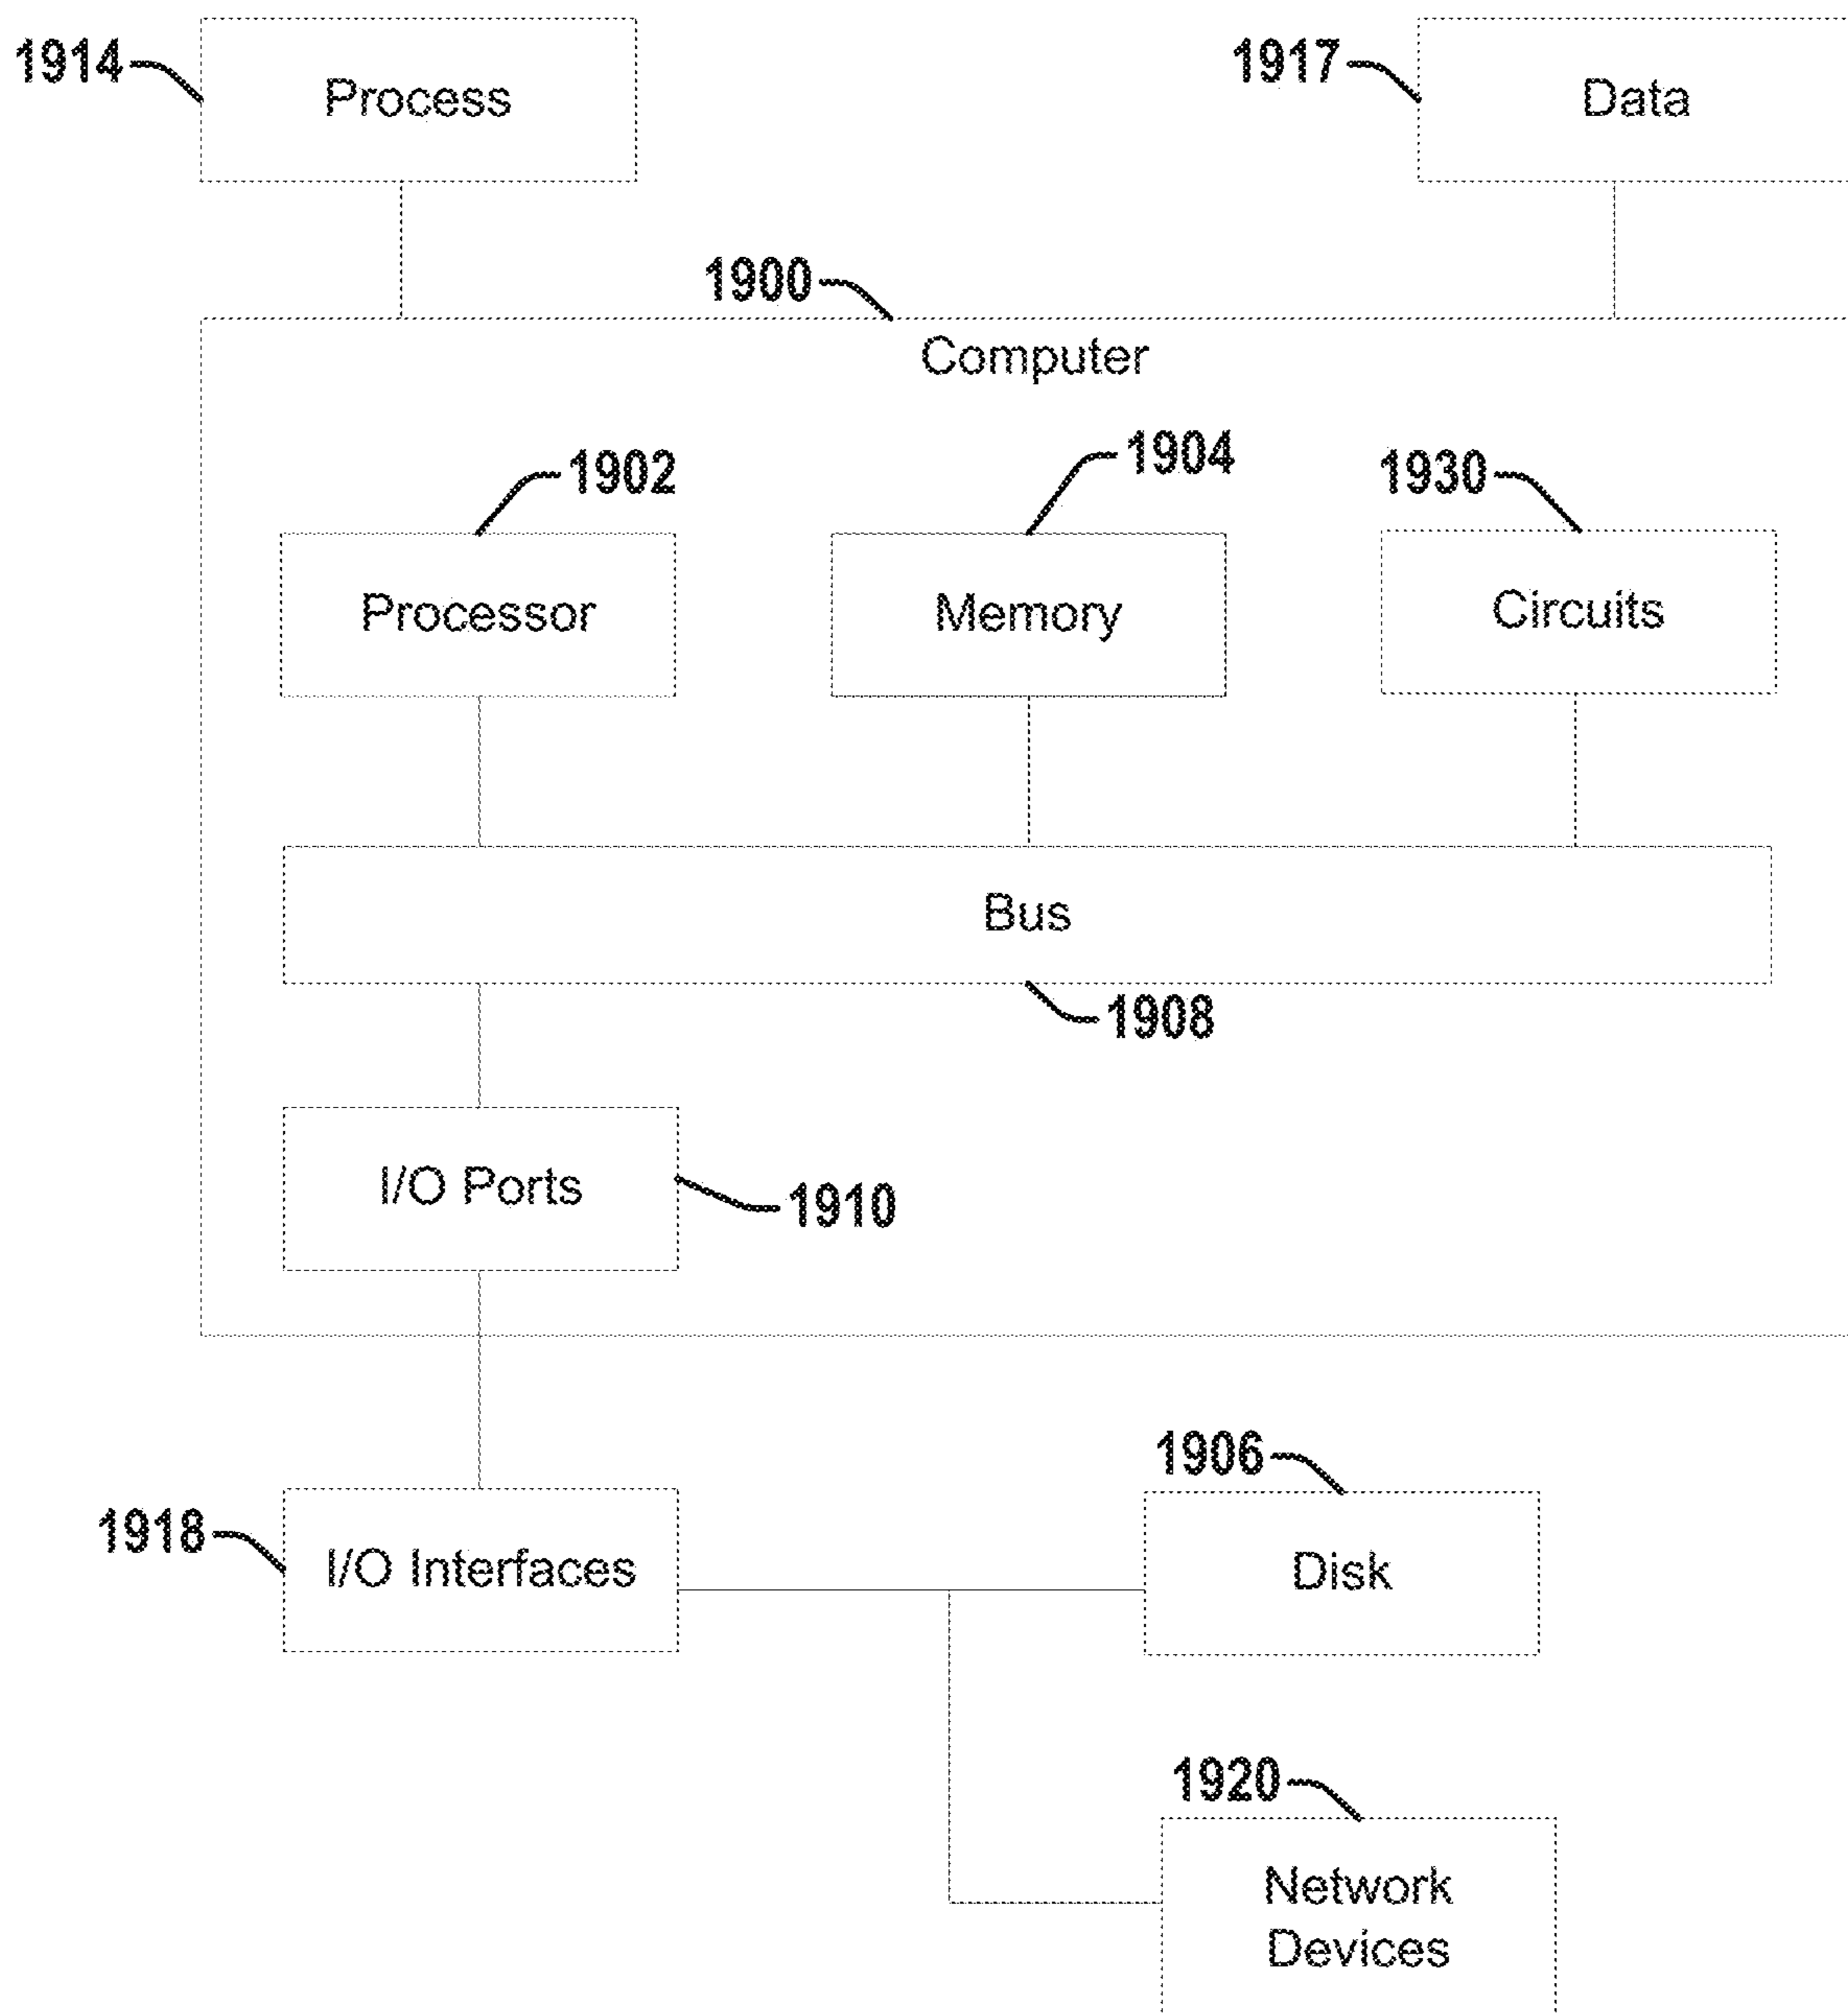 1914
Process
1917
Data
1900
Computer
1902
1904
1930
Processor
Memory
Circuits
Bus
1908
I/O Ports
1910
1906
1918
I/O Interfaces
Disk
1920
Network
Devices